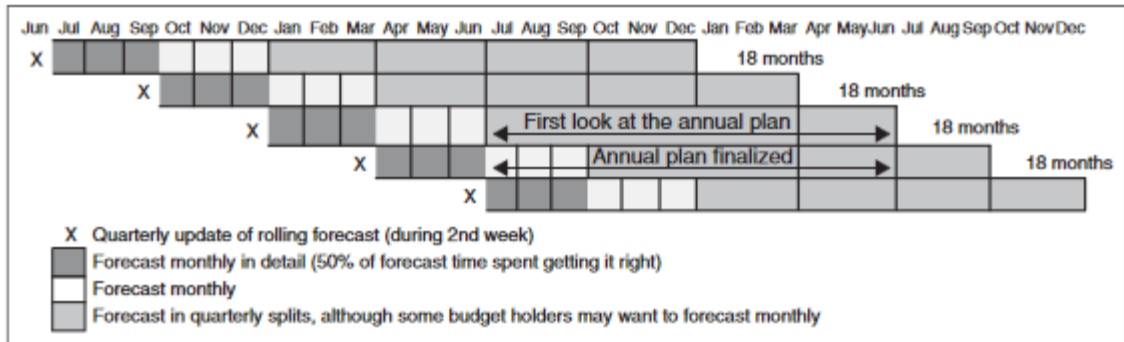 Jun Jul Aug Sep Oct Nov Dec Jan Feb Mar Apr May Jun Jul Aug Sep Oct Nov Dec Jan Feb Mar Apr May Jun Jul Aug Sep Oct Nov Dec
X 18 months
X 18 months
X First look at the annual plan 18 months
X Annual plan finalized 18 months
X
X Quarterly update of rolling forecast (during 2nd week)
Forecast monthly in detail (50% of forecast time spent getting it right)
Forecast monthly
Forecast in quarterly splits, although some budget holders may want to forecast monthly